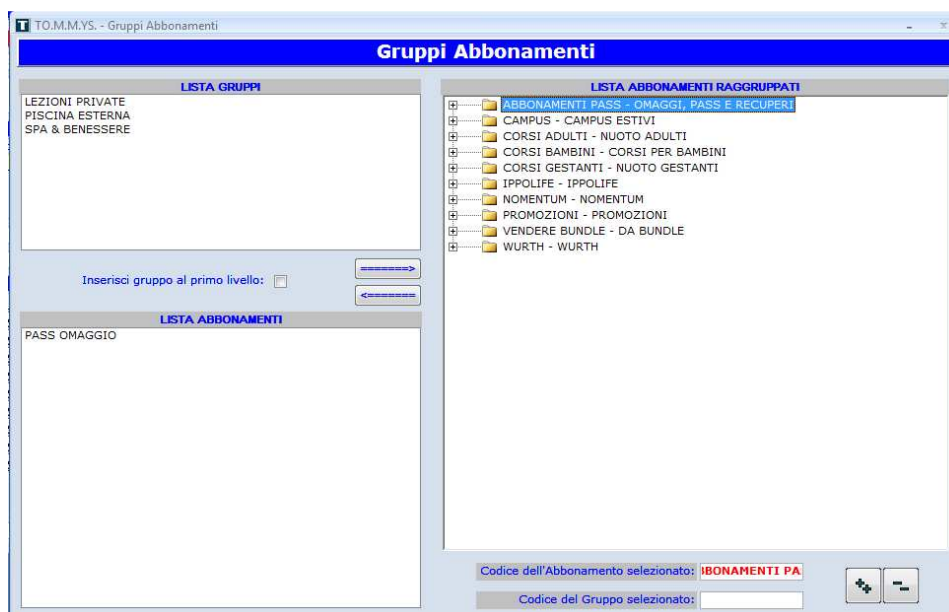 TO.M.M.YS. - Gruppi Abbonamenti
Gruppi Abbonamenti
LISTA GRUPPI
LEZIONI PRIVATE
PISCINA ESTERNA
SPA & BENESSERE
Inserisci gruppo al primo livello:
=======>
<=======
LISTA ABBONAMENTI
PASS OMAGGIO
LISTA ABBONAMENTI RAGGRUPPATI
ABBONAMENTI PASS - OMAGGI, PASS E RECUPERI
CAMPUS - CAMPUS ESTIVI
CORSI ADULTI - NUOTO ADULTI
CORSI BAMBINI - CORSI PER BAMBINI
CORSI GESTANTI - NUOTO GESTANTI
IPPOLIFE - IPPOLIFE
NOMENTUM - NOMENTUM
PROMOZIONI - PROMOZIONI
VENDERE BUNDLE - DA BUNDLE
WURTH - WURTH
Codice dell'Abbonamento selezionato: BBONAMENTI PA
Codice del Gruppo selezionato: